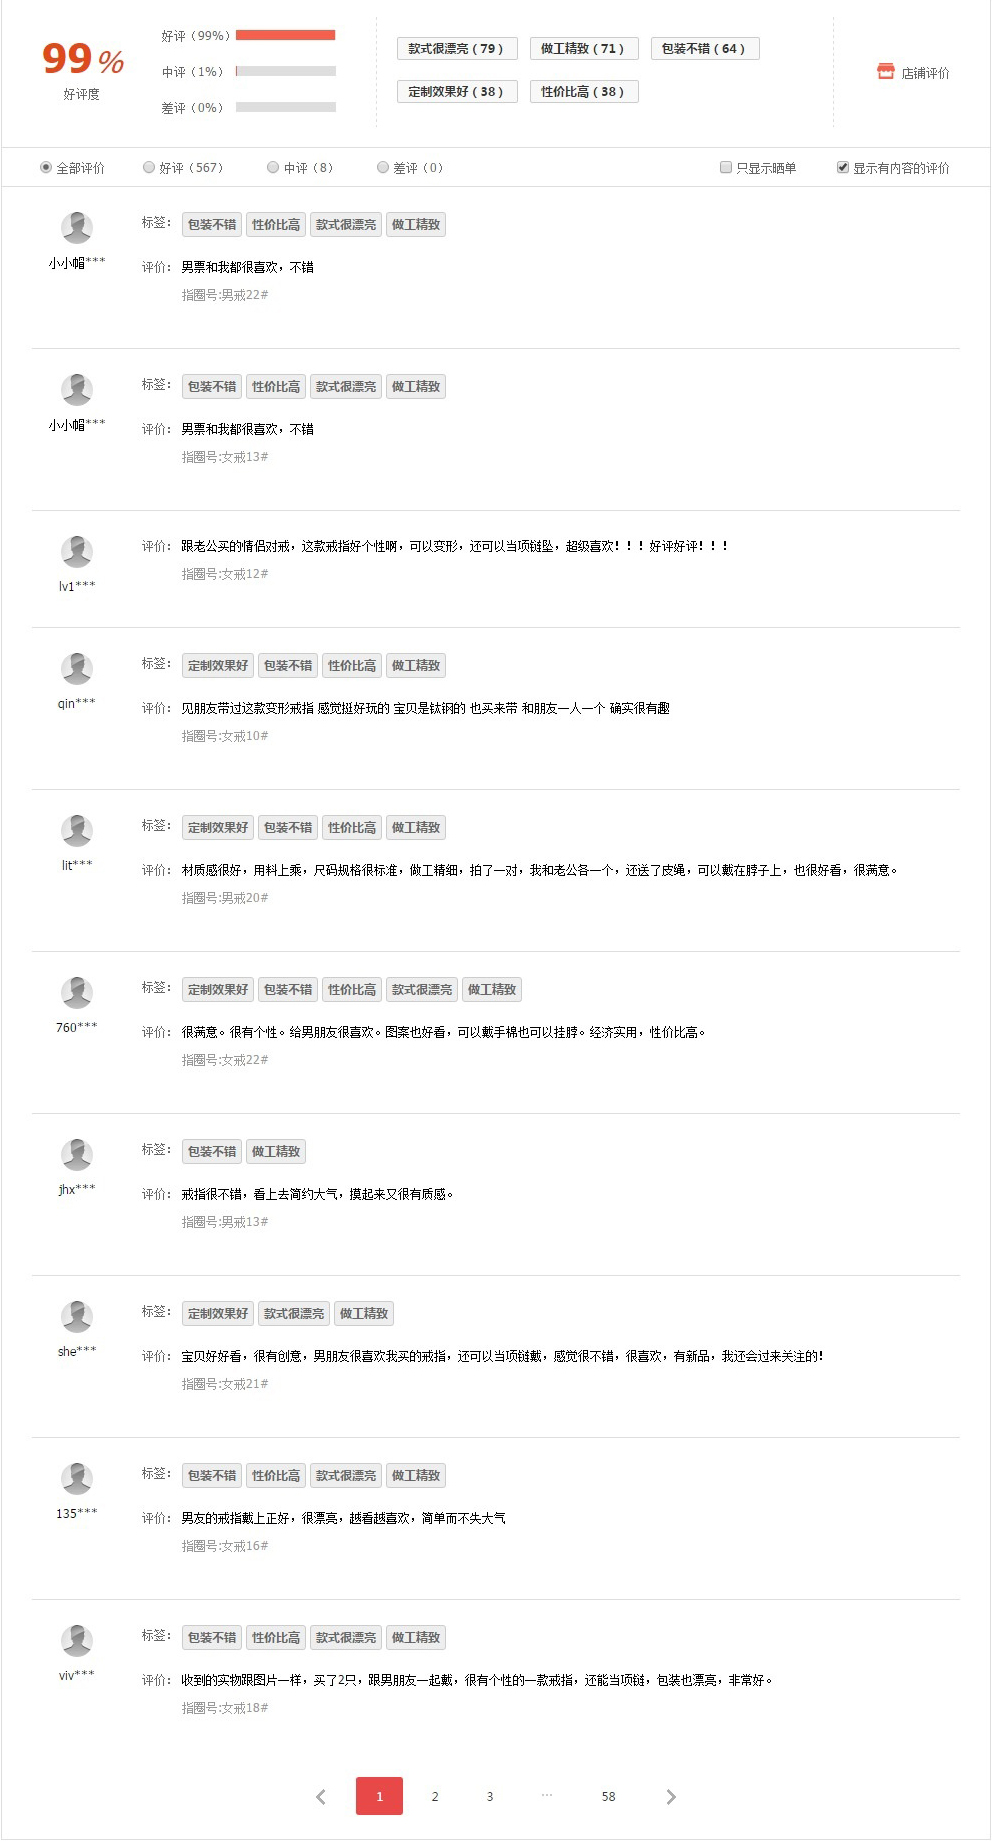 99%
好评度
好评（99%）
中评（1%）
差评（0%）
款式很漂亮（79） 做工精致（71） 包装不错（64）
定制效果好（38） 性价比高（38）
店铺评价
全部评价 好评（567） 中评（8） 差评（0） 只显示晒单 显示有内容的评价
小小帽***
标签： 包装不错 性价比高 款式很漂亮 做工精致
评价： 男票和我都很喜欢，不错
指圈号:男戒22#
小小帽***
标签： 包装不错 性价比高 款式很漂亮 做工精致
评价： 男票和我都很喜欢，不错
指圈号:女戒13#
lv1***
评价： 跟老公买的情侣对戒，这款戒指好个性啊，可以变形，还可以当项链坠，超级喜欢！！！好评好评！！！
指圈号:女戒12#
qin***
标签： 定制效果好 包装不错 性价比高 做工精致
评价： 见朋友带过这款变形戒指 感觉挺好玩的 宝贝是钛钢的 也买来带 和朋友一人一个 确实很有趣
指圈号:女戒10#
lit***
标签： 定制效果好 包装不错 性价比高 做工精致
评价： 材质感很好，用料上乘，尺码规格很标准，做工精细，拍了一对，我和老公各一个，还送了皮绳，可以戴在脖子上，也很好看，很满意。
指圈号:男戒20#
760***
标签： 定制效果好 包装不错 性价比高 款式很漂亮 做工精致
评价： 很满意。很有个性。给男朋友很喜欢。图案也好看，可以戴手棉也可以挂脖。经济实用，性价比高。
指圈号:女戒22#
jhx***
标签： 包装不错 做工精致
评价： 戒指很不错，看上去简约大气，摸起来又很有质感。
指圈号:男戒13#
she***
标签： 定制效果好 款式很漂亮 做工精致
评价： 宝贝好好看，很有创意，男朋友很喜欢我买的戒指，还可以当项链戴，感觉很不错，很喜欢，有新品，我还会过来关注的！
指圈号:女戒21#
135***
标签： 包装不错 性价比高 款式很漂亮 做工精致
评价： 男友的戒指戴上正好，很漂亮，越看越喜欢，简单而不失大气
指圈号:女戒16#
viv***
标签： 包装不错 性价比高 款式很漂亮 做工精致
评价： 收到的实物跟图片一样，买了2只，跟男朋友一起戴，很有个性的一款戒指，还能当项链，包装也漂亮，非常好。
指圈号:女戒18#
1 2 3 ... 58